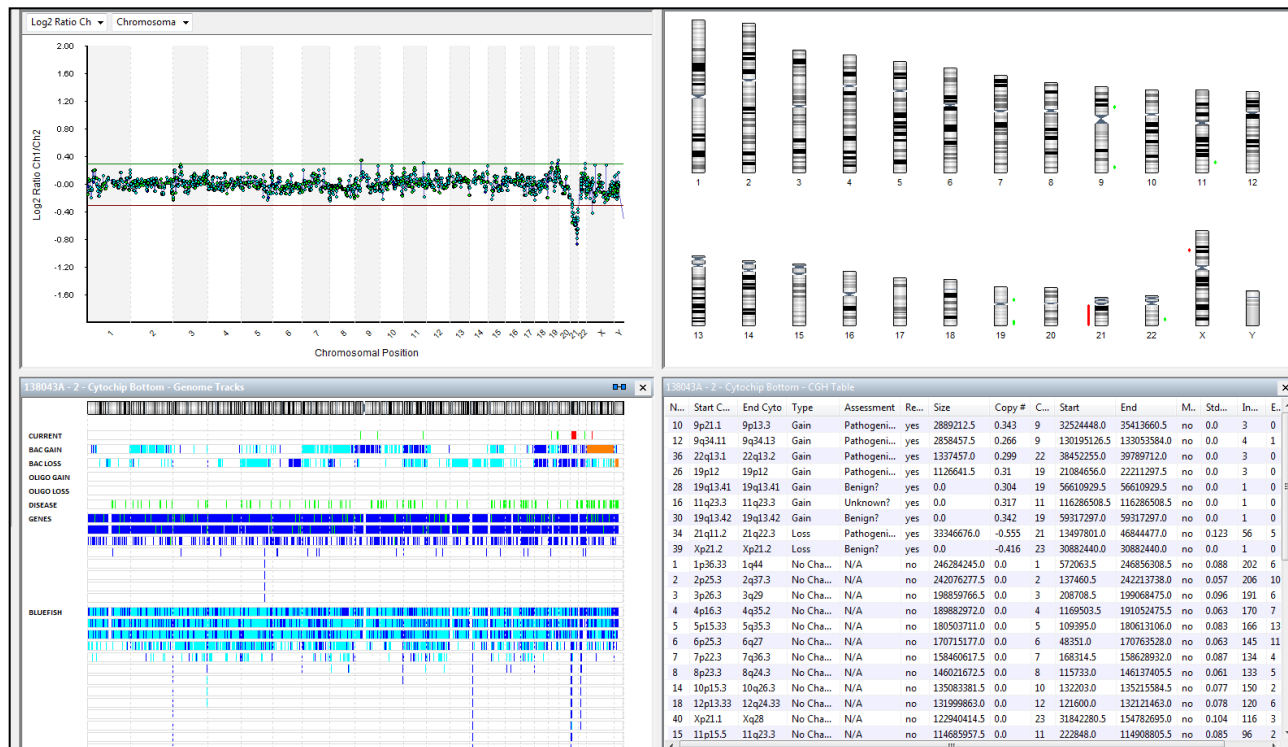 Log2 Ratio Ch Chromosoma
2.00
1.60
1.20
0.80
0.40
-0.00
-0.40
-0.80
-1.20
-1.60
Log2 Ratio Ch1/Ch2
1 2 3 4 5 6 7 8 9 10 11 12 13 14 15 16 17 18 19 20 21 22 X Y
Chromosomal Position
1 2 3 4 5 6 7 8 9 10 11 12
13 14 15 16 17 18 19 20 21 22 X Y
138043A - 2 - Cytochip Bottom - Genome Tracks
CURRENT
BAC GAIN
BAC LOSS
OLIGO GAIN
OLIGO LOSS
DISEASE
GENES
BLUEFISH
138043A - 2 - Cytochip Bottom - CGH Table
N... Start C... End Cyto Type Assessment Re... Size Copy # C... Start End M.. Std... In... E..
10 9p21.1 9p13.3 Gain Pathogeni... yes 2889212.5 0.343 9 32524448.0 35413660.5 no 0.0 3 0
12 9q34.11 9q34.13 Gain Pathogeni... yes 2858457.5 0.266 9 130195126.5 133053584.0 no 0.0 4 1
36 22q13.1 22q13.2 Gain Pathogeni... yes 1337457.0 0.299 22 38452255.0 39789712.0 no 0.0 6 0
26 19p12 19p12 Gain Pathogeni... yes 1126641.5 0.31 19 21084656.0 22211297.5 no 0.0 3 0
28 19q13.41 19q13.41 Gain Benign? yes 0.0 0.304 19 56610929.5 56610929.5 no 0.0 1 0
16 11q23.3 11q23.3 Gain Unknown? yes 0.0 0.317 11 116286508.5 116286508.5 no 0.0 1 0
30 19q13.42 19q13.42 Gain Benign? yes 0.0 0.342 19 59317297.0 59317297.0 no 0.0 1 0
34 21q11.2 21q22.3 Loss Pathogeni... yes 33346676.0 -0.555 21 13497801.0 46844477.0 no 0.123 56 5
39 Xp21.2 Xp21.2 Loss Benign? yes 0.0 -0.416 23 30882440.0 30882440.0 no 0.0 1 0
1 1p36.33 1q44 No Cha... N/A no 246284245.0 0.0 1 572063.5 246856308.5 no 0.088 202 6
2 2p25.3 2q37.3 No Cha... N/A no 242076277.5 0.0 2 137460.5 242213738.0 no 0.057 206 10
3 3p26.3 3q29 No Cha... N/A no 198859766.5 0.0 3 208708.5 199068475.0 no 0.096 191 6
4 4p16.3 4q35.2 No Cha... N/A no 189882972.0 0.0 4 1169503.5 191052475.5 no 0.063 170 7
5 5p15.33 5q35.3 No Cha... N/A no 180503711.0 0.0 5 109395.0 180613106.0 no 0.083 166 13
6 6p25.3 6q27 No Cha... N/A no 170715177.0 0.0 6 48351.0 170763528.0 no 0.063 145 11
7 7p22.3 7q36.3 No Cha... N/A no 158460617.5 0.0 7 168314.5 158628932.0 no 0.087 134 4
8 8p23.3 8q24.3 No Cha... N/A no 146021672.5 0.0 8 115733.0 146137405.5 no 0.061 133 5
14 10p15.3 10q26.3 No Cha... N/A no 135083381.5 0.0 10 132203.0 135215584.5 no 0.077 150 2
18 12p13.33 12q24.33 No Cha... N/A no 131999863.0 0.0 12 121600.0 132121463.0 no 0.078 120 6
40 Xp21.1 Xq28 No Cha... N/A no 122940414.5 0.0 23 31842280.5 154782695.0 no 0.104 116 3
15 11p15.5 11q23.3 No Cha... N/A no 114685957.5 0.0 11 222848.0 114908805.5 no 0.085 96 2